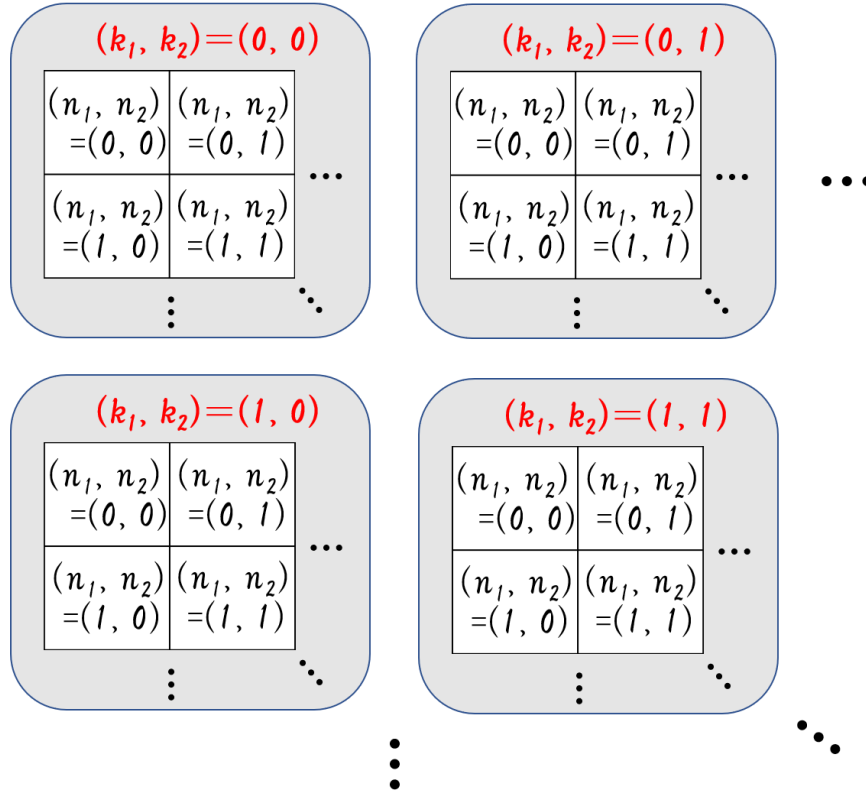 (k₁, k₂)=(0, 0)
(n₁, n₂) (n₁, n₂)
=(0, 0) =(0, 1)
...
(n₁, n₂) (n₁, n₂)
=(1, 0) =(1, 1)
(k₁, k₂)=(0, 1)
(n₁, n₂) (n₁, n₂)
=(0, 0) =(0, 1)
...
(n₁, n₂) (n₁, n₂)
=(1, 0) =(1, 1)
...
(k₁, k₂)=(1, 0)
(n₁, n₂) (n₁, n₂)
=(0, 0) =(0, 1)
...
(n₁, n₂) (n₁, n₂)
=(1, 0) =(1, 1)
(k₁, k₂)=(1, 1)
(n₁, n₂) (n₁, n₂)
=(0, 0) =(0, 1)
...
(n₁, n₂) (n₁, n₂)
=(1, 0) =(1, 1)